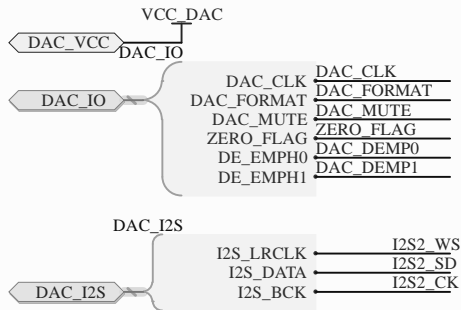 VCC_DAC
DAC_VCC
DAC_IO
DAC_IO
DAC_CLK DAC_CLK
DAC_FORMAT DAC_FORMAT
DAC_MUTE DAC_MUTE
ZERO_FLAG ZERO_FLAG
DE_EMPH0 DAC_DEMP0
DE_EMPH1 DAC_DEMP1
DAC_I2S
I2S_LRCLK I2S2_WS
I2S_DATA I2S2_SD
DAC_I2S I2S_BCK I2S2_CK